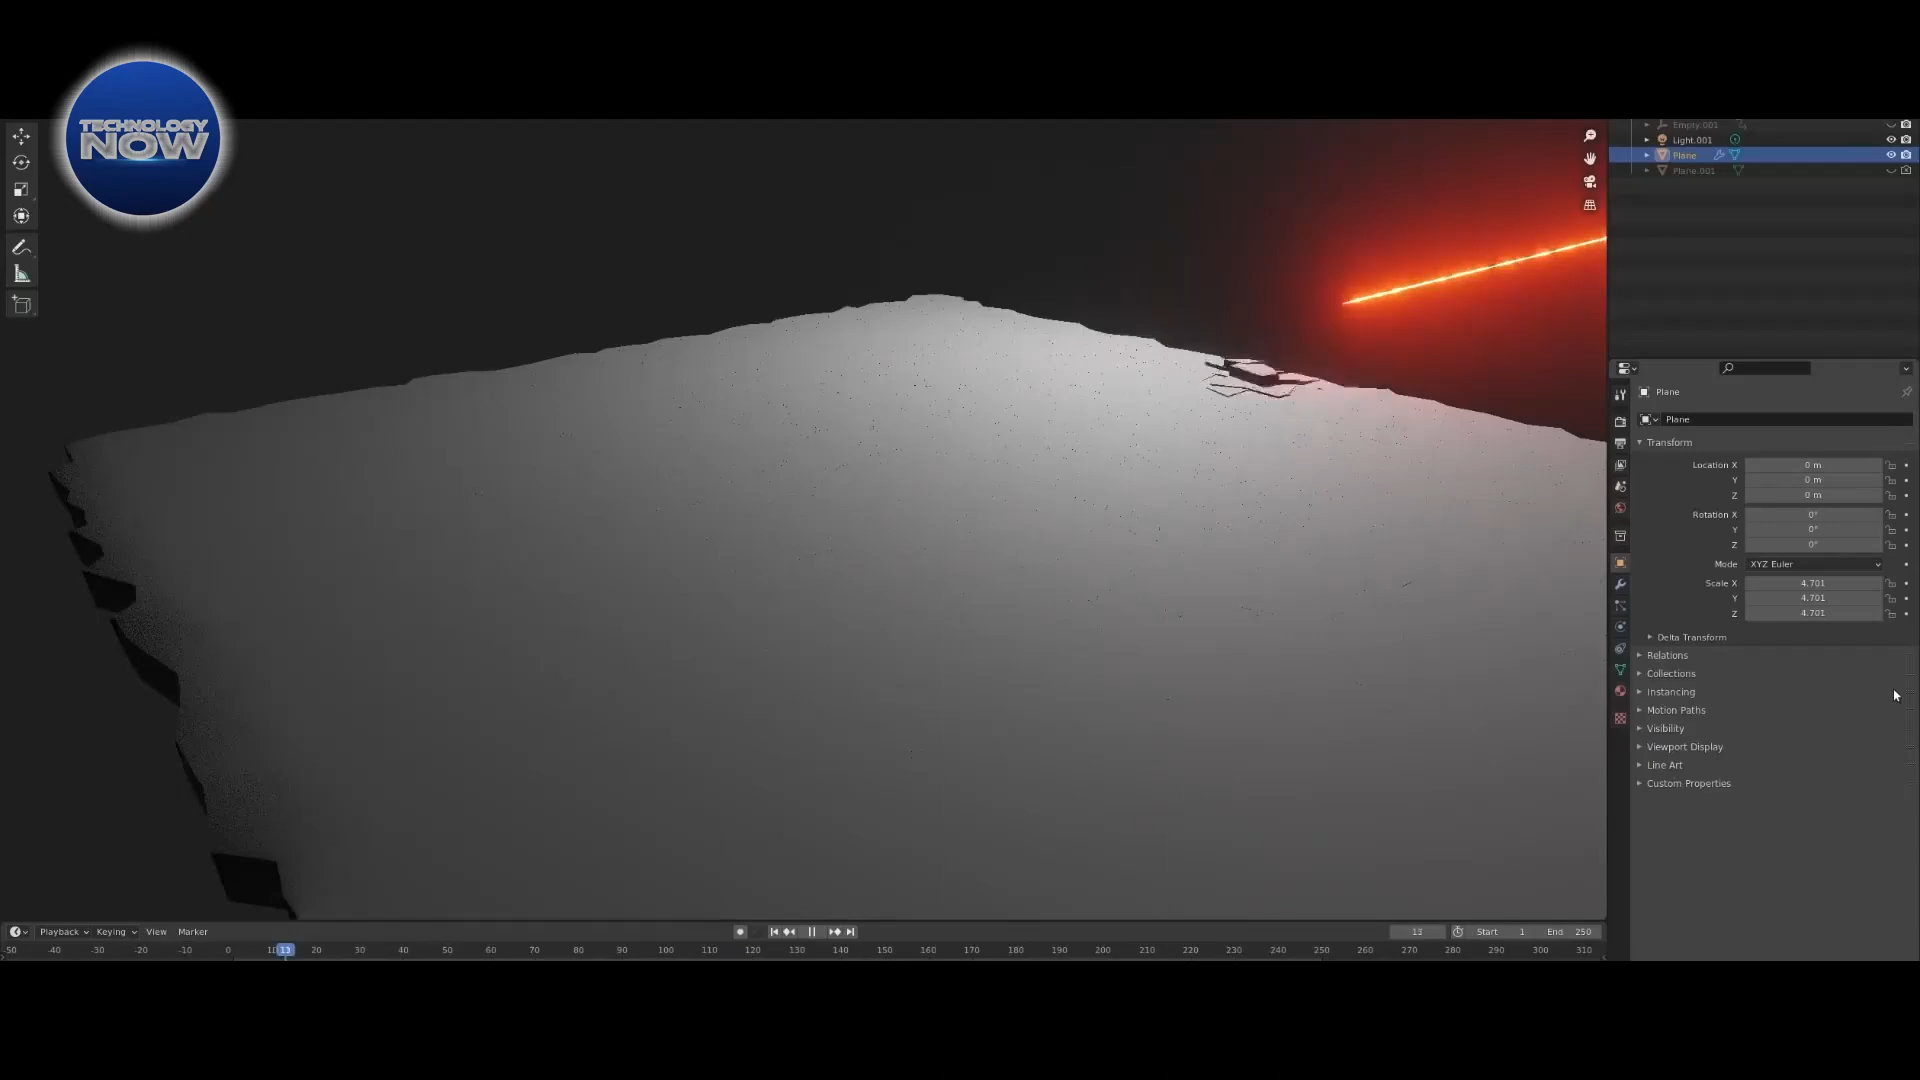 TECHNOLOGY
NOW
Empty.001
Light.001
Plane
Plane.001
Plane
Plane
Transform
Location X 0 m
Y 0 m
Z 0 m
Rotation X 0°
Y 0°
Z 0°
Mode XYZ Euler
Scale X 4.701
Y 4.701
Z 4.701
Delta Transform
Relations
Collections
Instancing
Motion Paths
Visibility
Viewport Display
Line Art
Custom Properties
Playback Keying View Marker 13 Start 1 End 250
-50 -40 -30 -20 -10 0 13 20 30 40 50 60 70 80 90 100 110 120 130 140 150 160 170 180 190 200 210 220 230 240 250 260 270 280 290 300 310